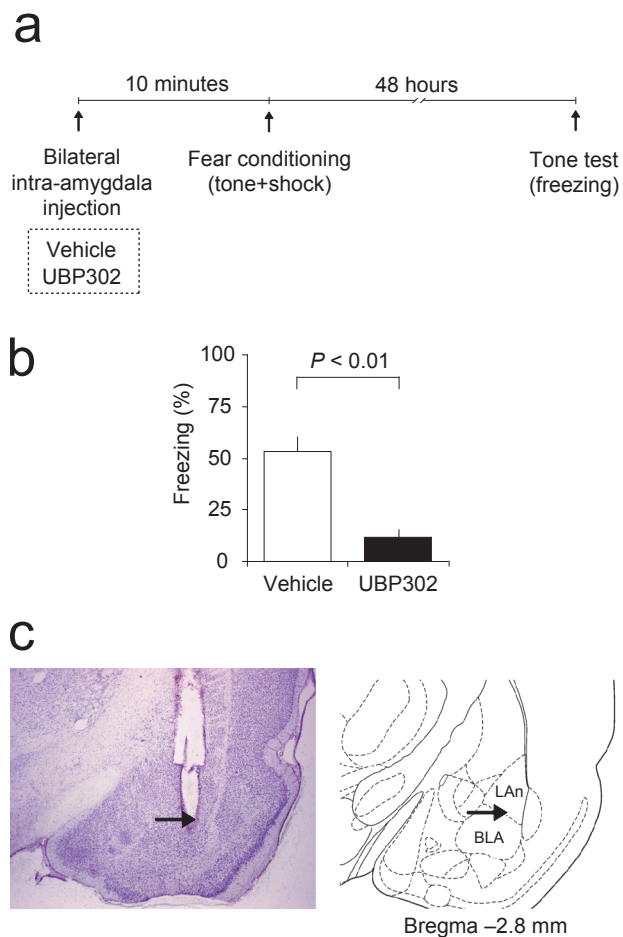 a
10 minutes
48 hours
Bilateral
intra-amygdala
injection
Fear conditioning
(tone+shock)
Tone test
(freezing)
Vehicle
UBP302
b
Freezing (%)
100
75
50
25
0
P < 0.01
Vehicle
UBP302
c
LAn
BLA
Bregma –2.8 mm